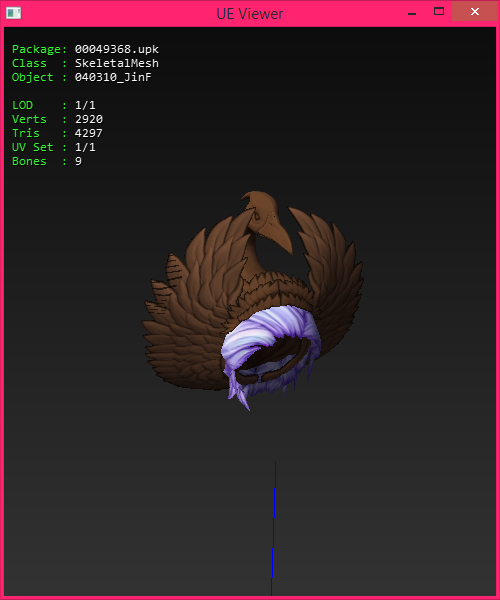 UE Viewer
Package: 00049368.upk
Class : SkeletalMesh
Object : 040310_JinF
LOD : 1/1
Verts : 2920
Tris : 4297
UV Set : 1/1
Bones : 9